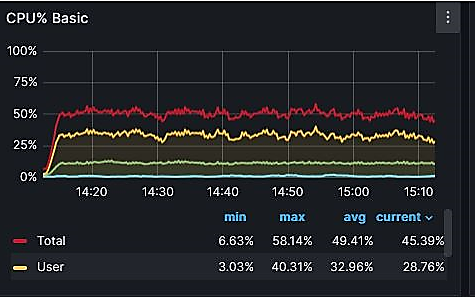 CPU% Basic
100%
75%
50%
25%
0%
14:20 14:30 14:40 14:50 15:00 15:10
min max avg current
Total 6.63% 58.14% 49.41% 45.39%
User 3.03% 40.31% 32.96% 28.76%